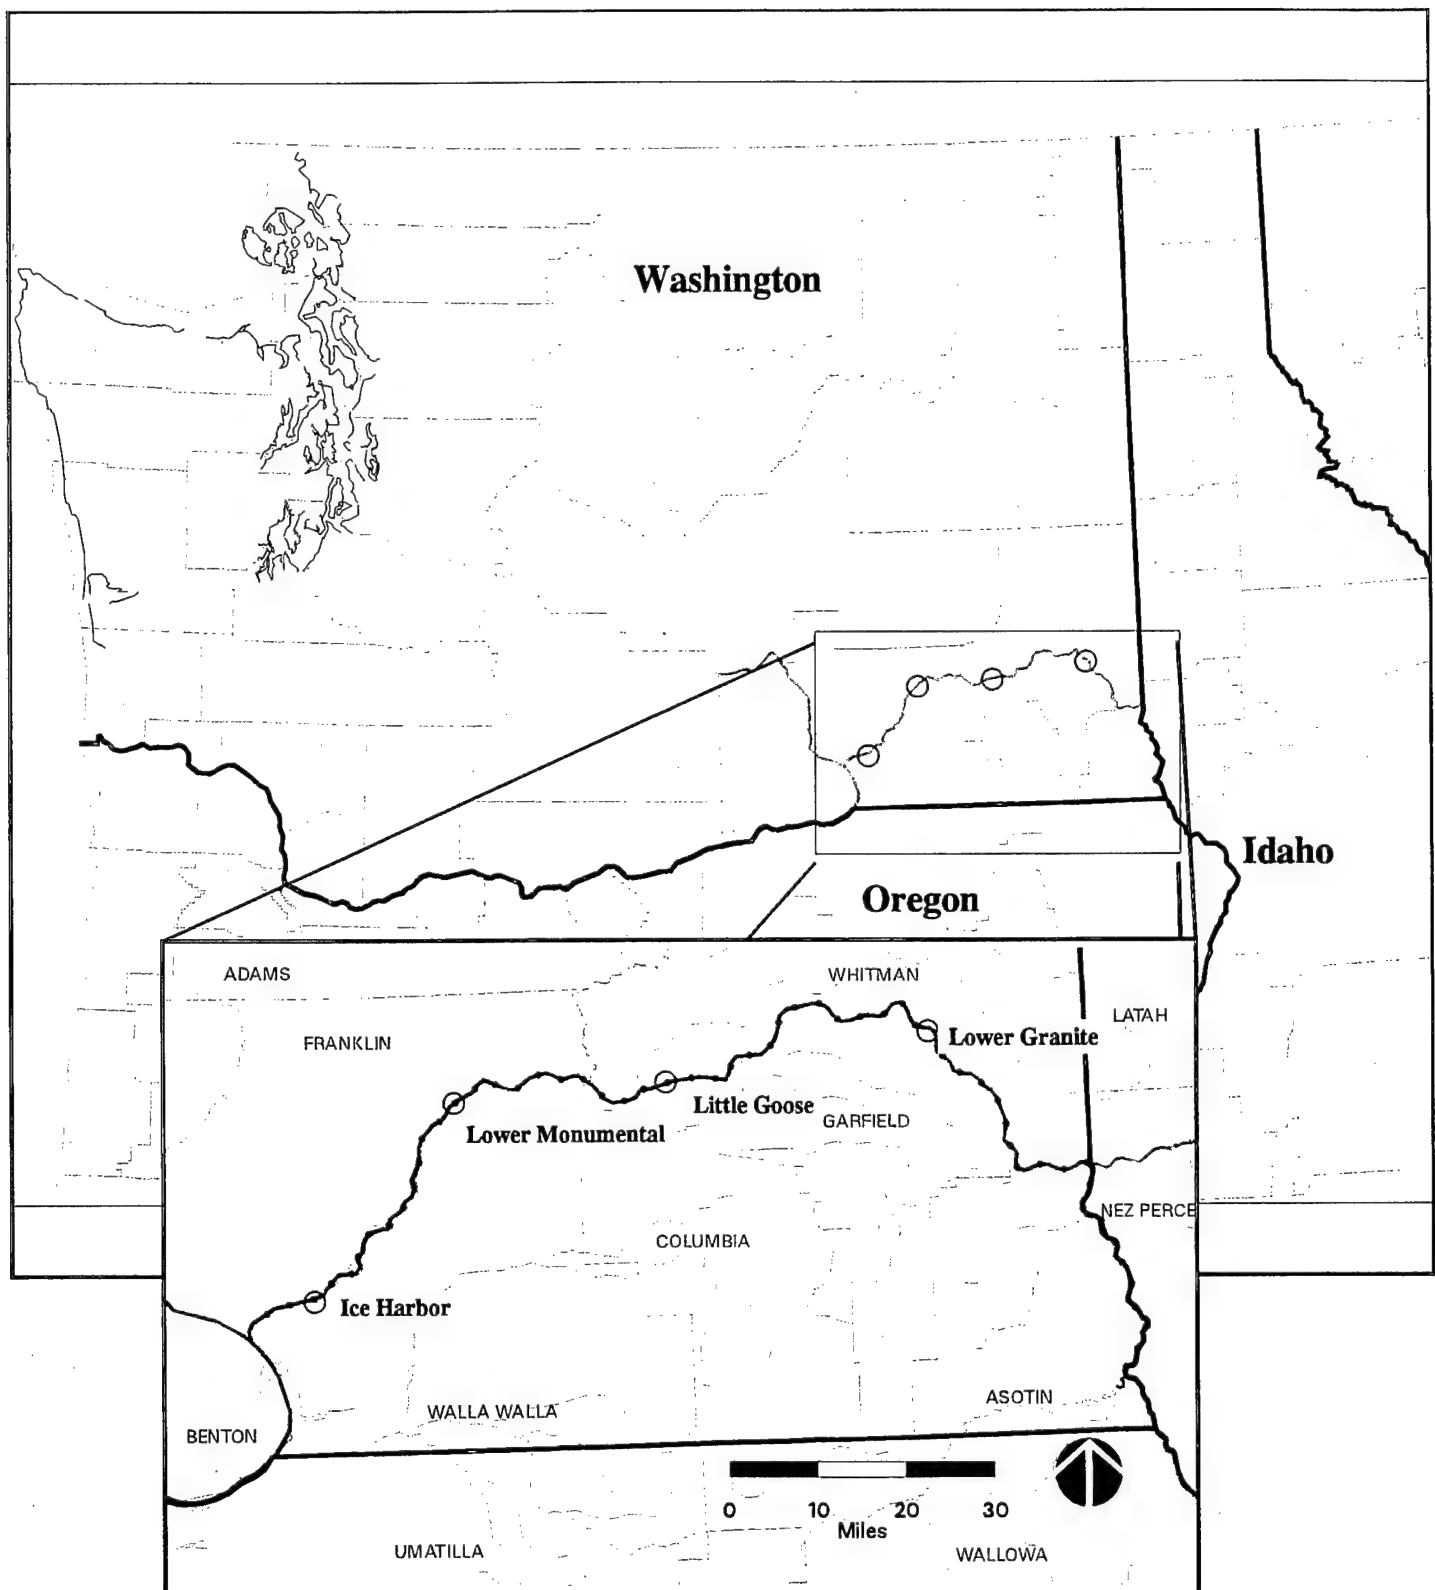 Washington
Idaho
Oregon
ADAMS
WHITMAN
LATAH
FRANKLIN
Lower Granite
Little Goose
GARFIELD
Lower Monumental
NEZ PERCE
COLUMBIA
Ice Harbor
ASOTIN
WALLA WALLA
BENTON
0 10 20 30
Miles
UMATILLA
WALLOWA